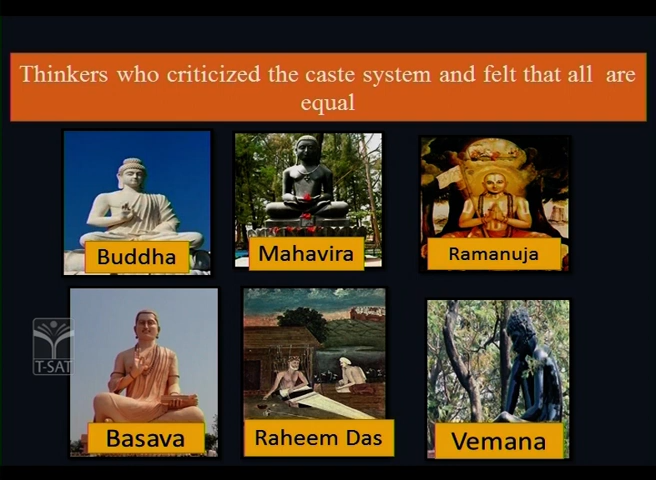 Thinkers who criticized the caste system and felt that all are
equal
Buddha
Mahavira
Ramanuja
T-SAT
Basava
Raheem Das
Vemana